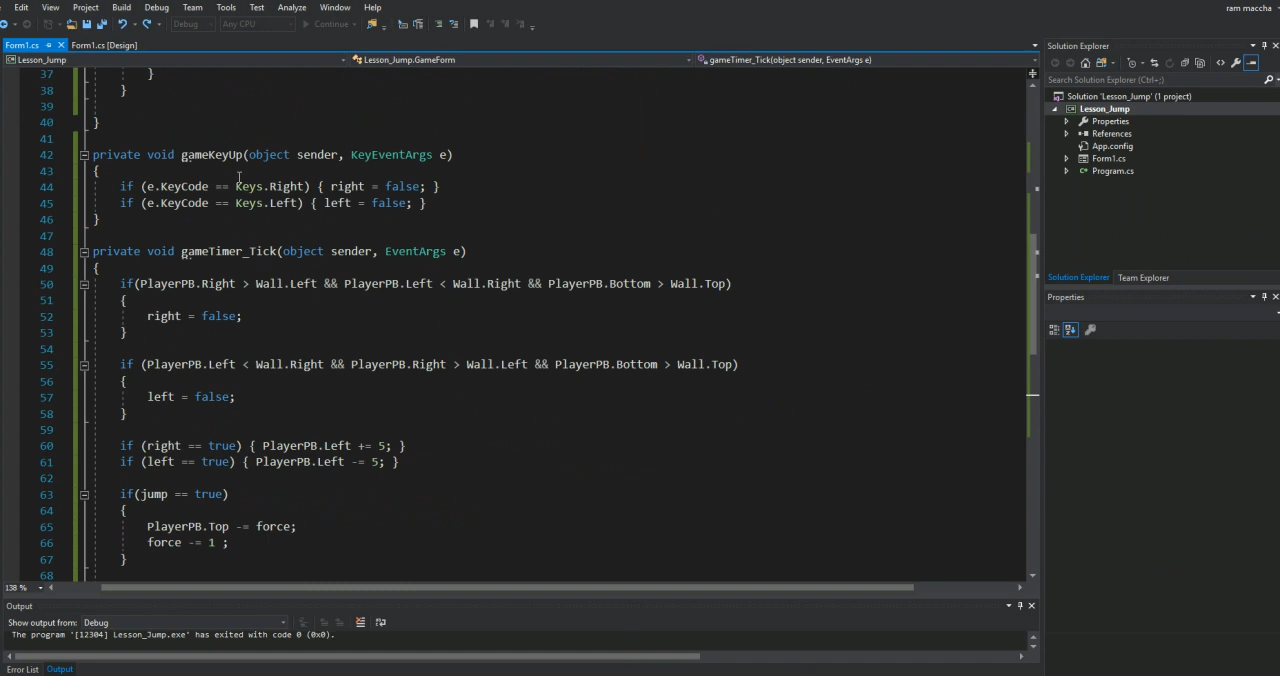 Edit View Project Build Debug Team Tools Test Analyze Window Help ram maccha
Debug Any CPU Continue
Form1.cs Form1.cs [Design] Solution Explorer
Lesson_Jump Lesson_Jump.GameForm gameTimer_Tick(object sender, EventArgs e)
37 }
Search Solution Explorer (Ctrl+;)
38 }
Solution 'Lesson_Jump' (1 project)
39
Lesson_Jump
40 }
Properties
41
References
42 private void gameKeyUp(object sender, KeyEventArgs e)
App.config
43 {
Form1.cs
44 if (e.KeyCode == Keys.Right) { right = false; }
Program.cs
45 if (e.KeyCode == Keys.Left) { left = false; }
46 }
47
48 private void gameTimer_Tick(object sender, EventArgs e)
49 {
Solution Explorer Team Explorer
50 if(PlayerPB.Right > Wall.Left && PlayerPB.Left < Wall.Right && PlayerPB.Bottom > Wall.Top)
Properties
51 {
52 right = false;
53 }
54
55 if (PlayerPB.Left < Wall.Right && PlayerPB.Right > Wall.Left && PlayerPB.Bottom > Wall.Top)
56 {
57 left = false;
58 }
59
60 if (right == true) { PlayerPB.Left += 5; }
61 if (left == true) { PlayerPB.Left -= 5; }
62
63 if(jump == true)
64 {
65 PlayerPB.Top -= force;
66 force -= 1 ;
67 }
68
138 %
Output
Show output from: Debug
The program '[12304] Lesson_Jump.exe' has exited with code 0 (0x0).
Error List Output